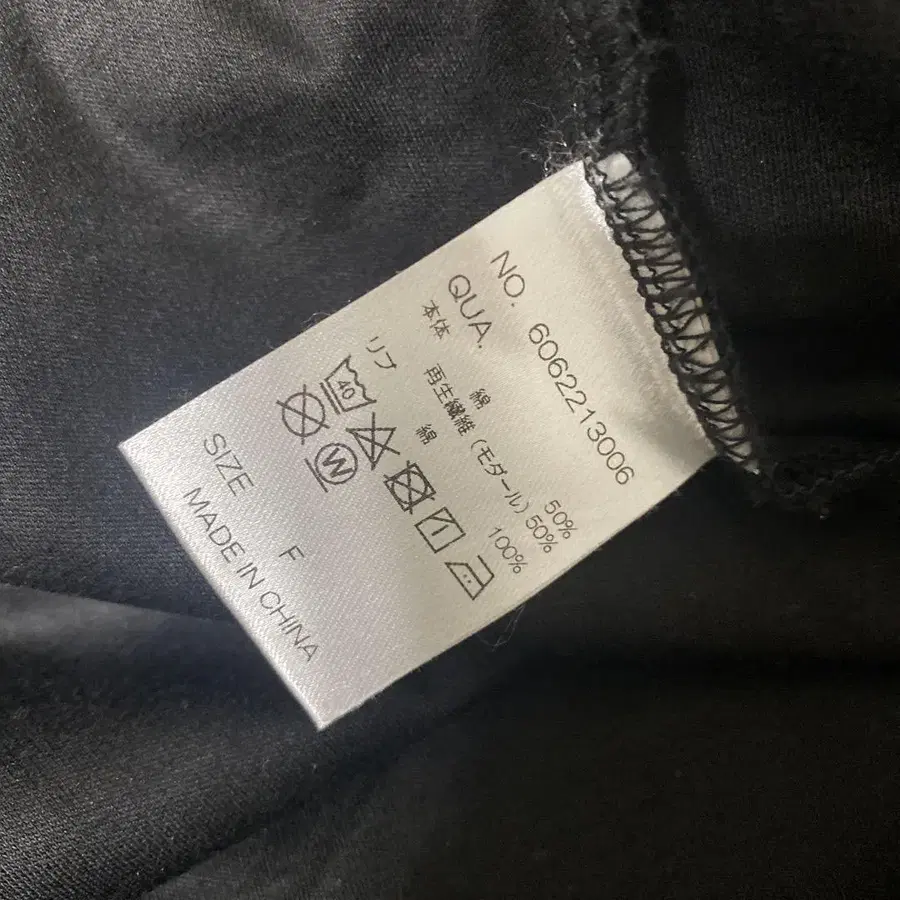 NO. 6062213006
QUA.
本体 綿 50%
再生繊維 (モダール) 50%
リブ 綿 100%
40
W
SIZE F
MADE IN CHINA